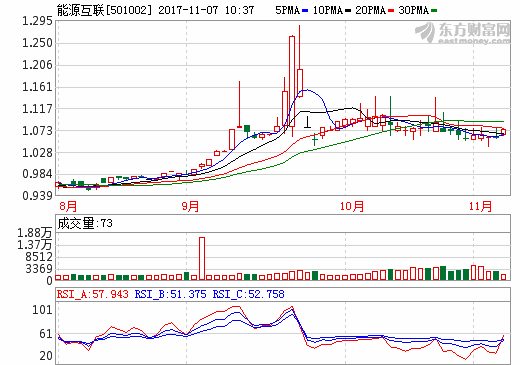 能源互联[501002] 2017-11-07 10:37 5PMA 10PMA 20PMA 30PMA
东方财富网
eastmoney.com
1.295
1.250
1.206
1.161
1.117
1.073
1.028
0.984
0.939
8月 9月 10月 11月
成交量:73
1.88万
1.37万
8512
3369
0
RSI_A:57.943 RSI_B:51.375 RSI_C:52.758
101
61
20